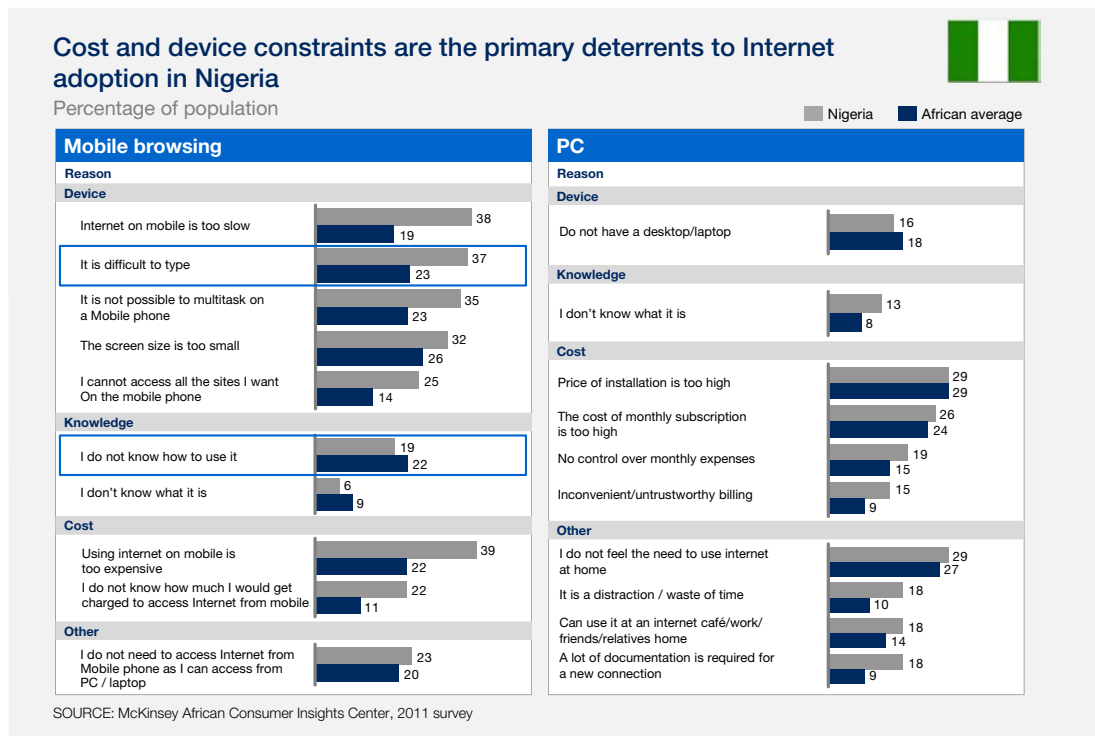 Cost and device constraints are the primary deterrents to Internet
adoption in Nigeria
Percentage of population
Nigeria
African average
Mobile browsing
Reason
Device
Internet on mobile is too slow
38
19
It is difficult to type
37
23
It is not possible to multitask on
a Mobile phone
35
23
The screen size is too small
32
26
I cannot access all the sites I want
On the mobile phone
25
14
Knowledge
I do not know how to use it
19
22
I don't know what it is
6
9
Cost
Using internet on mobile is
too expensive
39
22
I do not know how much I would get
charged to access Internet from mobile
22
11
Other
I do not need to access Internet from
Mobile phone as I can access from
PC / laptop
23
20
PC
Reason
Device
Do not have a desktop/laptop
16
18
Knowledge
I don't know what it is
13
8
Cost
Price of installation is too high
29
29
The cost of monthly subscription
is too high
26
24
No control over monthly expenses
19
15
Inconvenient/untrustworthy billing
15
9
Other
I do not feel the need to use internet
at home
29
27
It is a distraction / waste of time
18
10
Can use it at an internet café/work/
friends/relatives home
18
14
A lot of documentation is required for
a new connection
18
9
SOURCE: McKinsey African Consumer Insights Center, 2011 survey